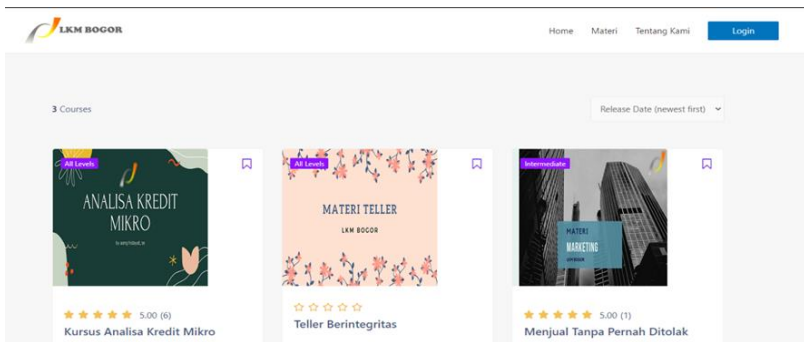 LKM BOGOR
Home Materi Tentang Kami Login
3 Courses
Release Date (newest first)
All Levels
ANALISA KREDIT
MIKRO
5.00 (6)
Kursus Analisa Kredit Mikro
All Levels
MATERI TELLER
LKM BOGOR
Teller Berintegritas
Intermediate
MATERI
MARKETING
LKM BOGOR
5.00 (1)
Menjual Tanpa Pernah Ditolak